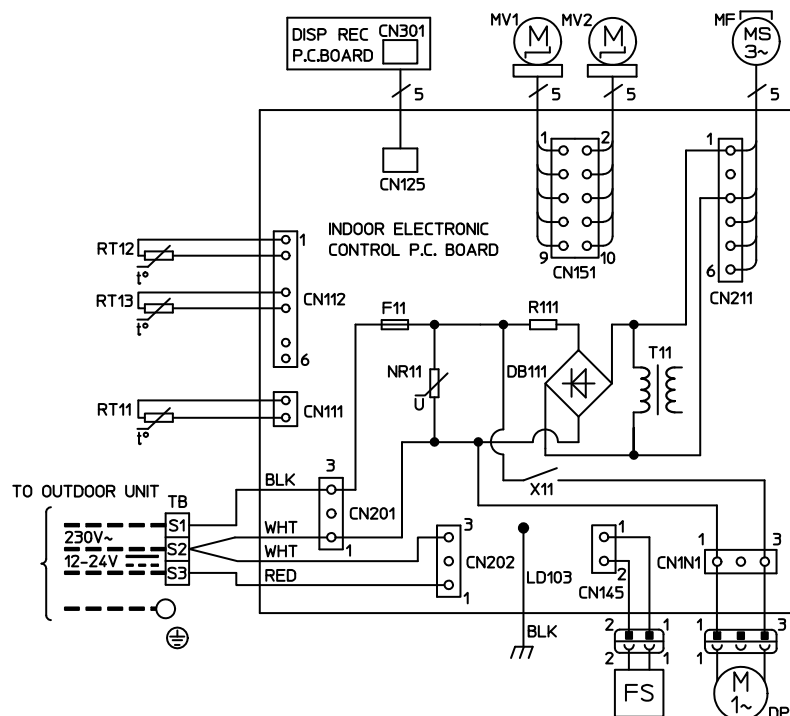 MV1 MV2 MF
DISP REC CN301
P.C.BOARD
M M MS
3~
5 5 5 5
1 2 1
CN125
INDOOR ELECTRONIC
CONTROL P.C. BOARD
9 10 6
CN151 CN211
RT12 1
t°
RT13 CN112
t°
6
F11 R111
T11
NR11 DB111
U
RT11 CN111
t°
X11
3
BLK
TO OUTDOOR UNIT TB
CN201
S1
230V~ WHT 1 3 1 1 3
S2 WHT CN202 CN1N1
12-24V
S3 RED 2
1 LD103 CN145
BLK 2 1 1 3
2 1 1
FS M
1~ DP